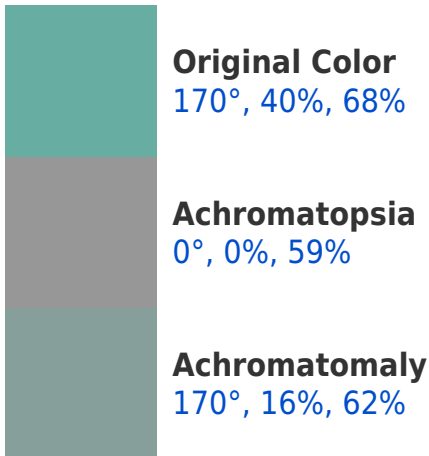 Original Color
170°, 40%, 68%
Achromatopsia
0°, 0%, 59%
Achromatomaly
170°, 16%, 62%